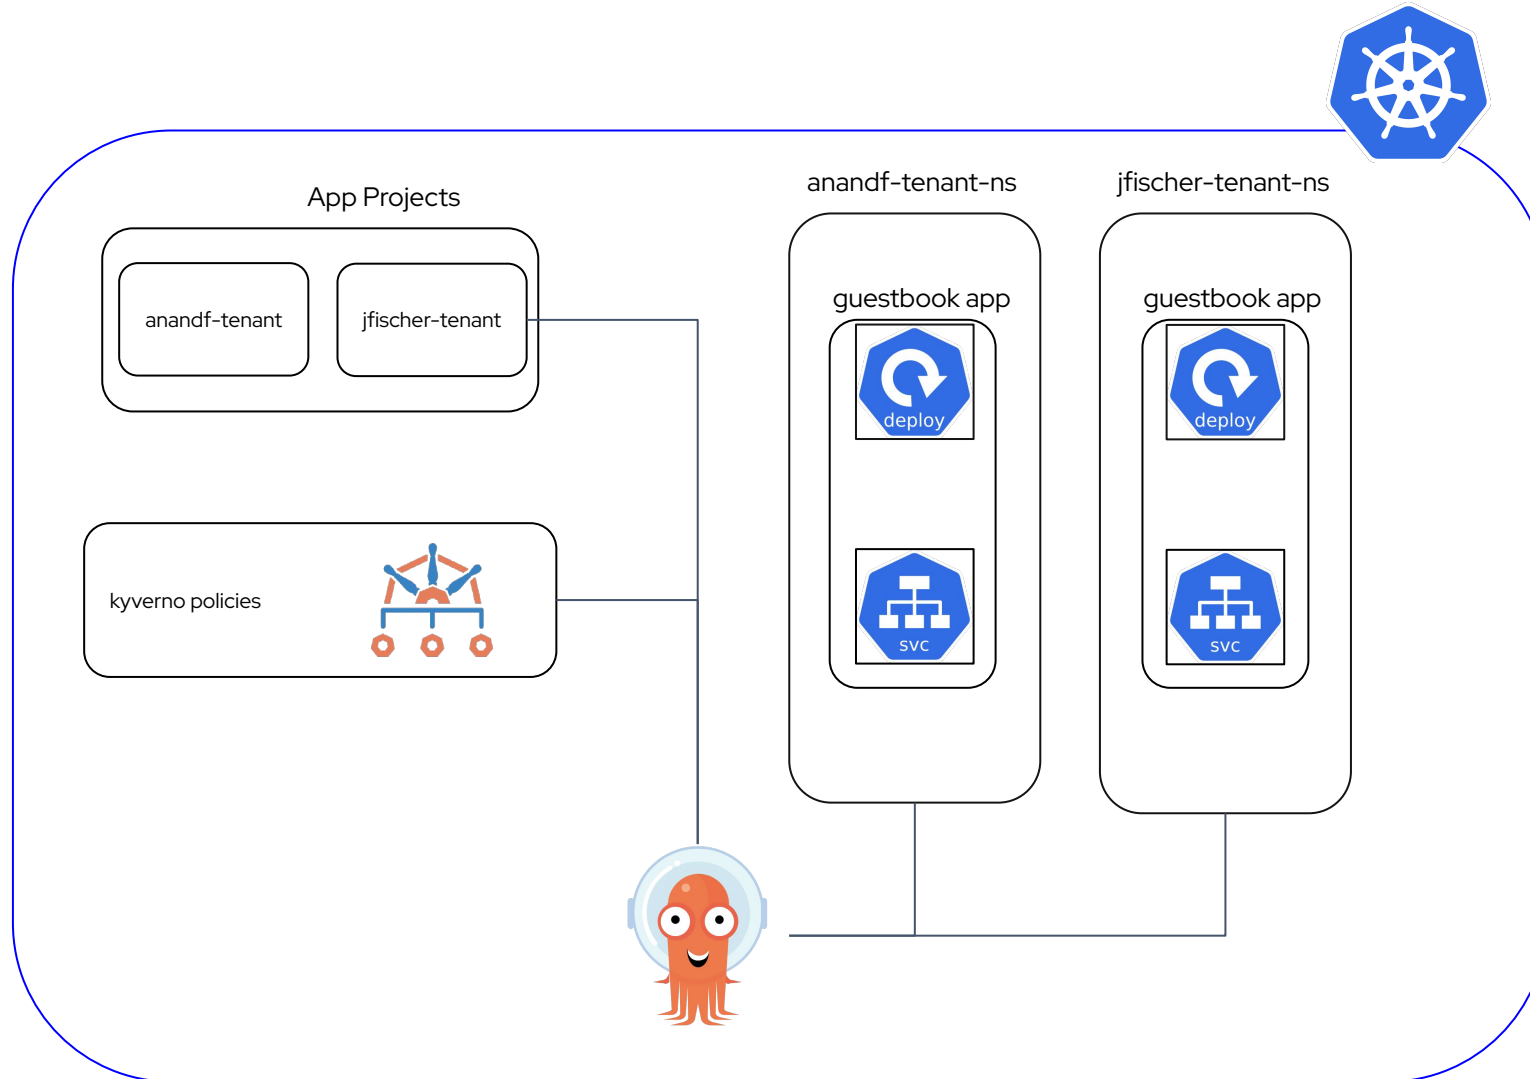 App Projects
anandf-tenant
jfischer-tenant
kyverno policies
anandf-tenant-ns
guestbook app
deploy
svc
jfischer-tenant-ns
guestbook app
deploy
svc